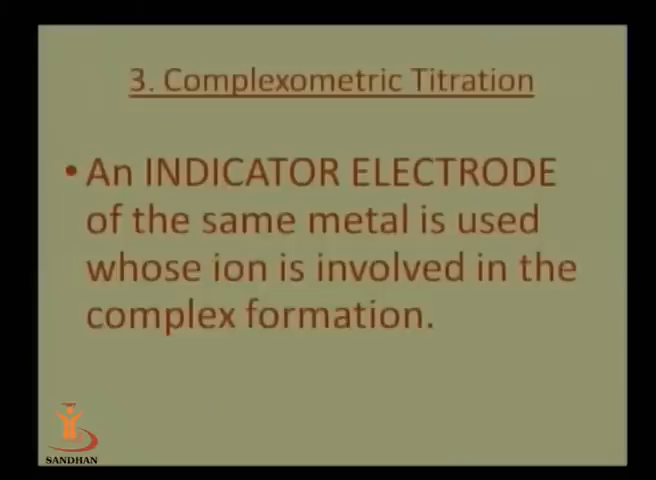 3. Complexometric Titration
• An INDICATOR ELECTRODE
of the same metal is used
whose ion is involved in the
complex formation.
SANDHAN